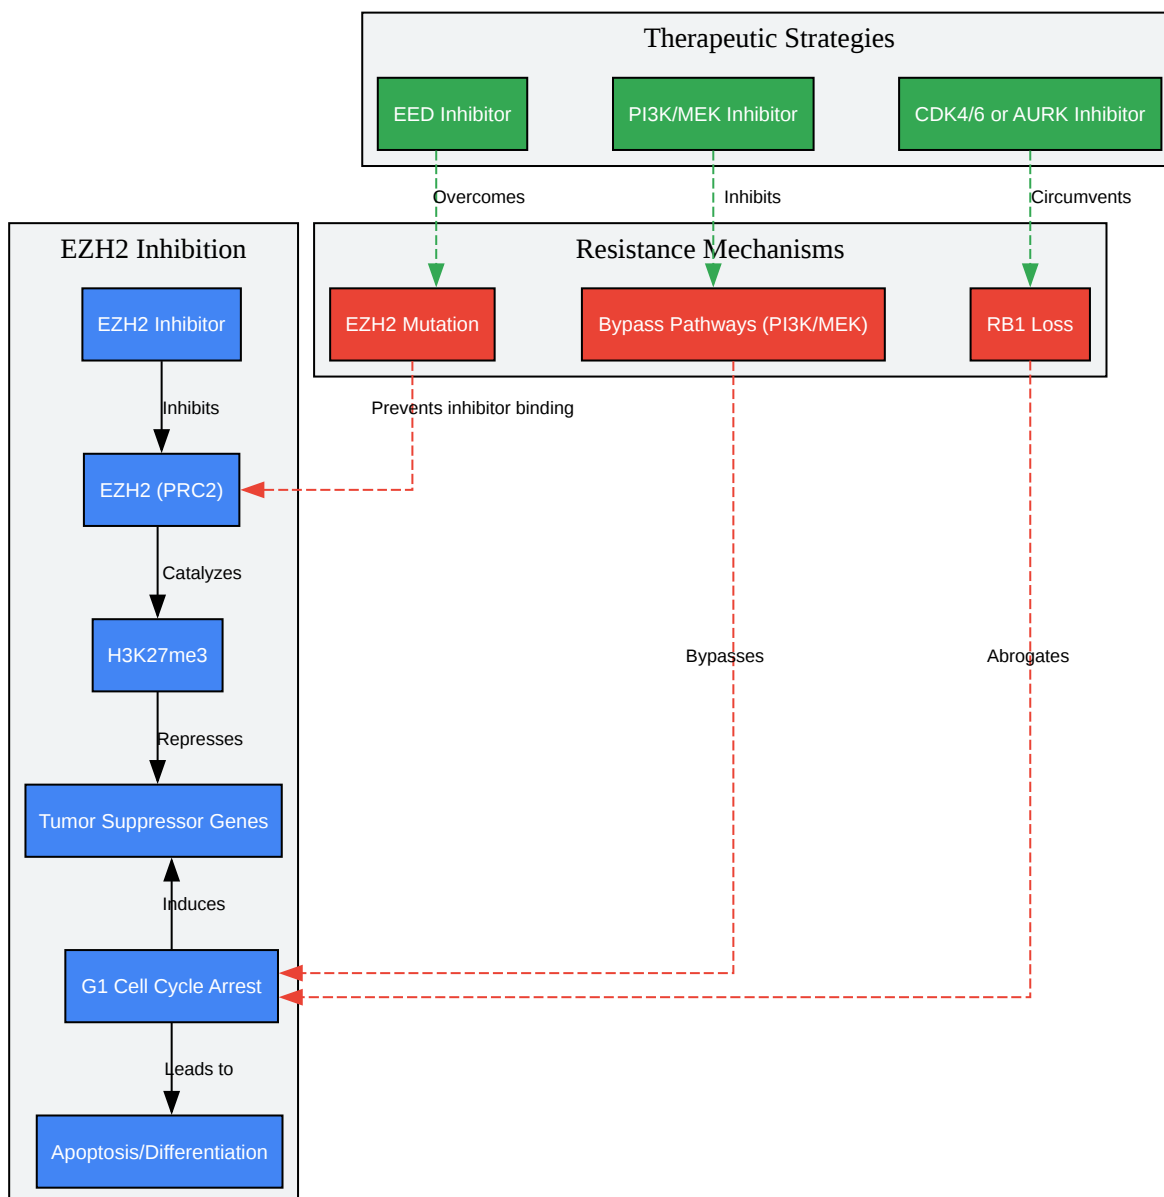 Therapeutic Strategies
EED Inhibitor
PI3K/MEK Inhibitor
CDK4/6 or AURK Inhibitor
Overcomes
Inhibits
Circumvents
EZH2 Inhibition
Resistance Mechanisms
EZH2 Inhibitor
EZH2 Mutation
Bypass Pathways (PI3K/MEK)
RB1 Loss
Inhibits
Prevents inhibitor binding
EZH2 (PRC2)
Catalyzes
H3K27me3
Bypasses
Abrogates
Represses
Tumor Suppressor Genes
Induces
G1 Cell Cycle Arrest
Leads to
Apoptosis/Differentiation